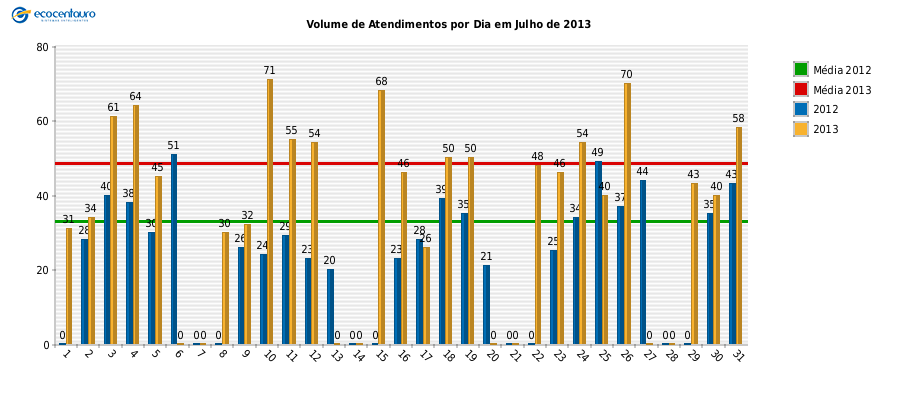 ecocentauro
Volume de Atendimentos por Dia em Julho de 2013
80
60
40
20
0
0 31 28 34 40 61 38 64 30 45 51 0 0 0 0 30 26 32 24 71 29 55 23 54 20 0 0 0 0 68 23 46 28 26 39 50 35 50 21 0 0 0 0 48 25 46 34 54 49 40 37 70 44 0 0 0 0 43 35 40 43 58
1 2 3 4 5 6 7 8 9 10 11 12 13 14 15 16 17 18 19 20 21 22 23 24 25 26 27 28 29 30 31
Média 2012
Média 2013
2012
2013